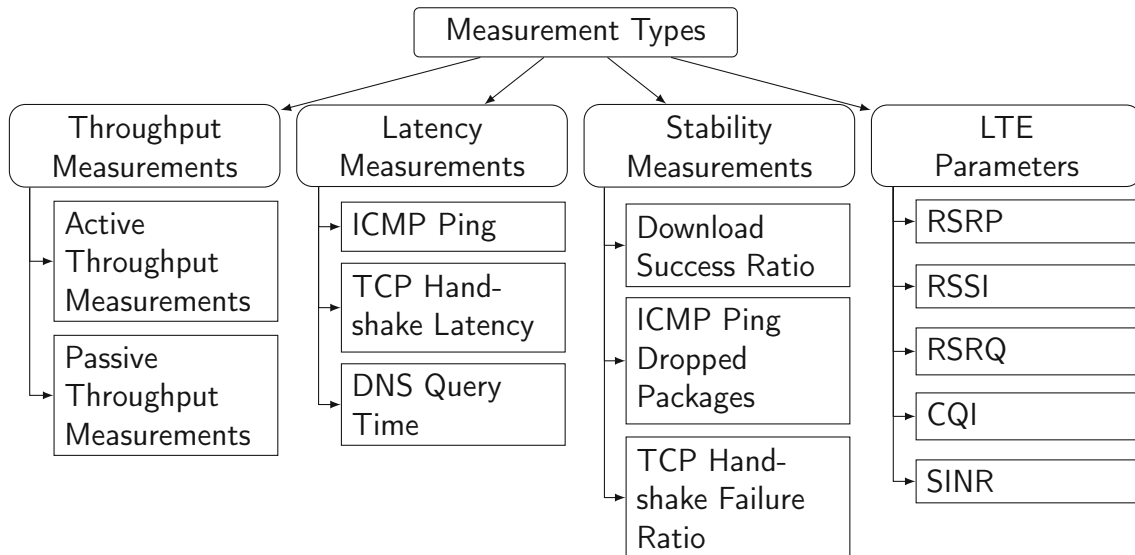 Measurement Types
Throughput
Measurements
Active
Throughput
Measurements
Passive
Throughput
Measurements
Latency
Measurements
ICMP Ping
TCP Hand-
shake Latency
DNS Query
Time
Stability
Measurements
Download
Success Ratio
ICMP Ping
Dropped
Packages
TCP Hand-
shake Failure
Ratio
LTE
Parameters
RSRP
RSSI
RSRQ
CQI
SINR